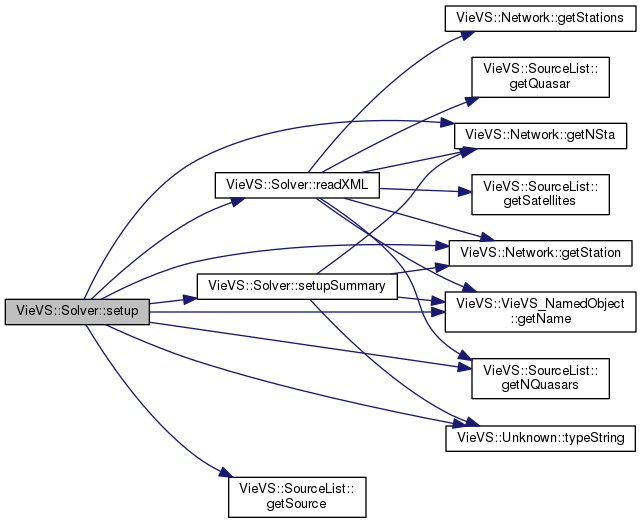 VieVS::Network::getStations
VieVS::SourceList::
getQuasar
VieVS::Network::getNSta
VieVS::Solver::readXML
VieVS::SourceList::
getSatellites
VieVS::Network::getStation
VieVS::Solver::setupSummary
VieVS::Solver::setup
VieVS::VieVS_NamedObject
::getName
VieVS::SourceList::
getNQuasars
VieVS::Unknown::typeString
VieVS::SourceList::
getSource